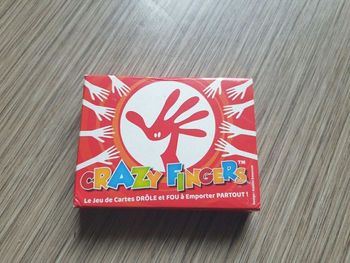 CRAZY FINGERS™
Le Jeu de Cartes DRÔLE et FOU à Emporter PARTOUT !